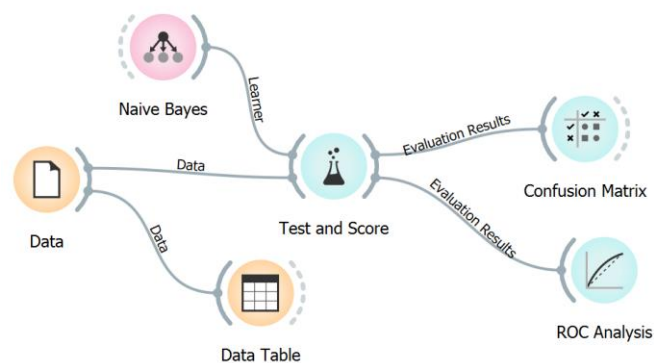 Naive Bayes
Learner
Data
Data
Data
Test and Score
Data Table
Evaluation Results
Evaluation Results
Confusion Matrix
ROC Analysis